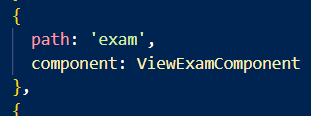 {
path: 'exam',
component: ViewExamComponent
},
{